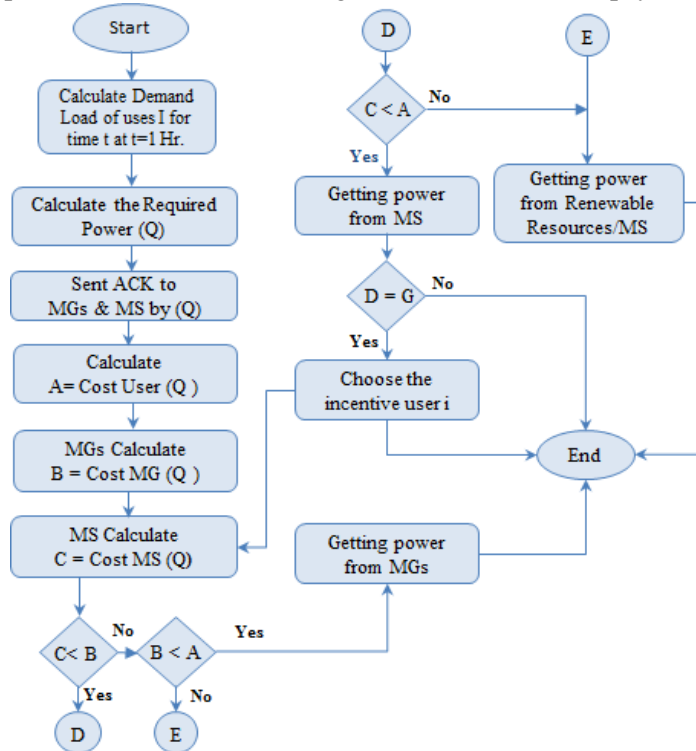 Start
Calculate Demand
Load of uses I for
time t at t=1 Hr.
Calculate the Required
Power (Q)
Sent ACK to
MGs & MS by (Q)
Calculate
A= Cost User (Q )
MGs Calculate
B = Cost MG (Q )
MS Calculate
C = Cost MS (Q)
C< B
No
Yes
D
B < A
Yes
No
E
D
C < A
No
Yes
Getting power
from MS
D = G
No
Yes
Choose the
incentive user i
Getting power
from MGs
E
Getting power
from Renewable
Resources/MS
End